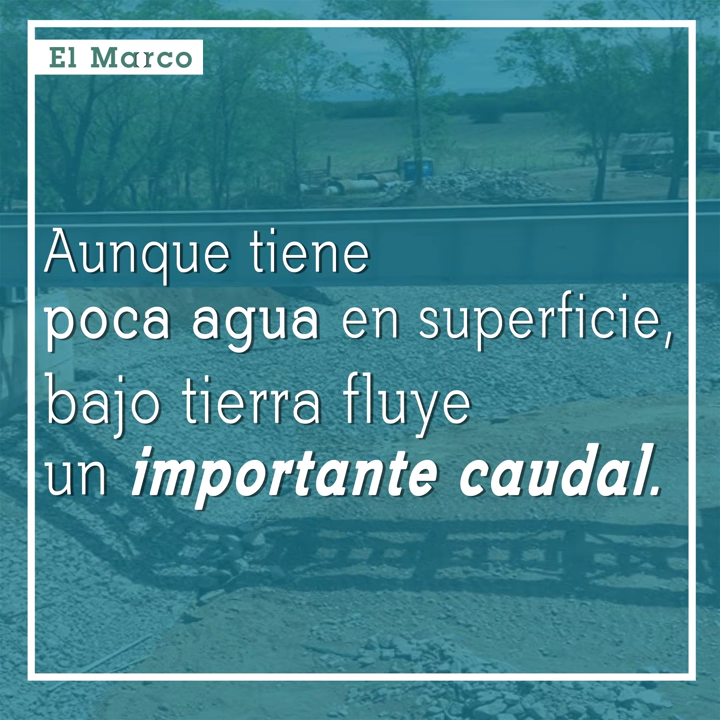 El Marco
Aunque tiene
poca agua en superficie,
bajo tierra fluye
un importante caudal.